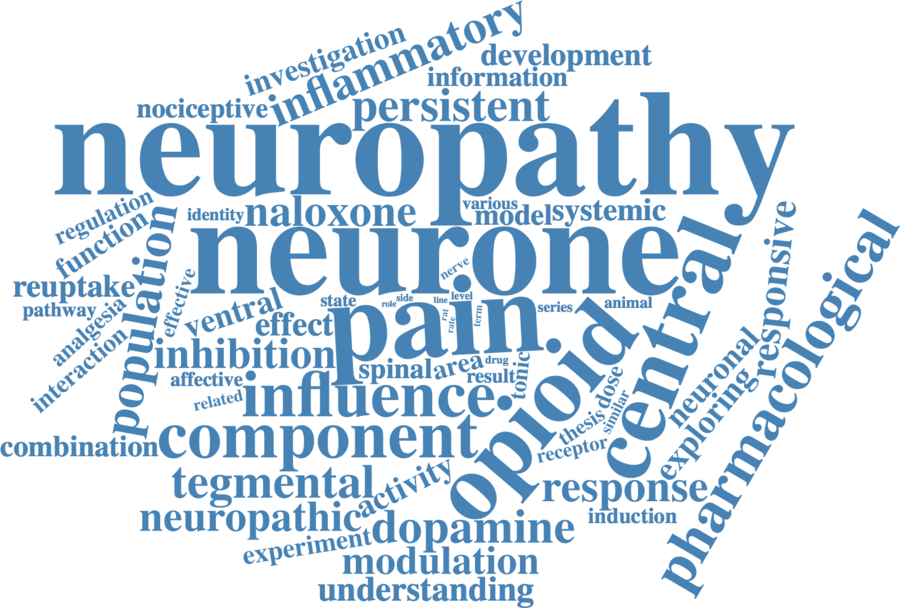 investigation
inflammatory
development
information
nociceptive
persistent
neuropathy
regulation
function
identity
naloxone
various
model
systemic
population
neurone
central
responsive
pharmacological
reuptake
pathway
analgesia
interaction
effective
ventral
effect
inhibition
state
role
side
nerve
line
level
rat
rate
term
series
animal
pain.
opioid
spinal
area
drug
result
tonic
affective
related
influence.
thesis
dose
similar
receptor
neuronal
exploring
combination
component
tegmental
activity
response
induction
neuropathic
dopamine
experiment
modulation
understanding